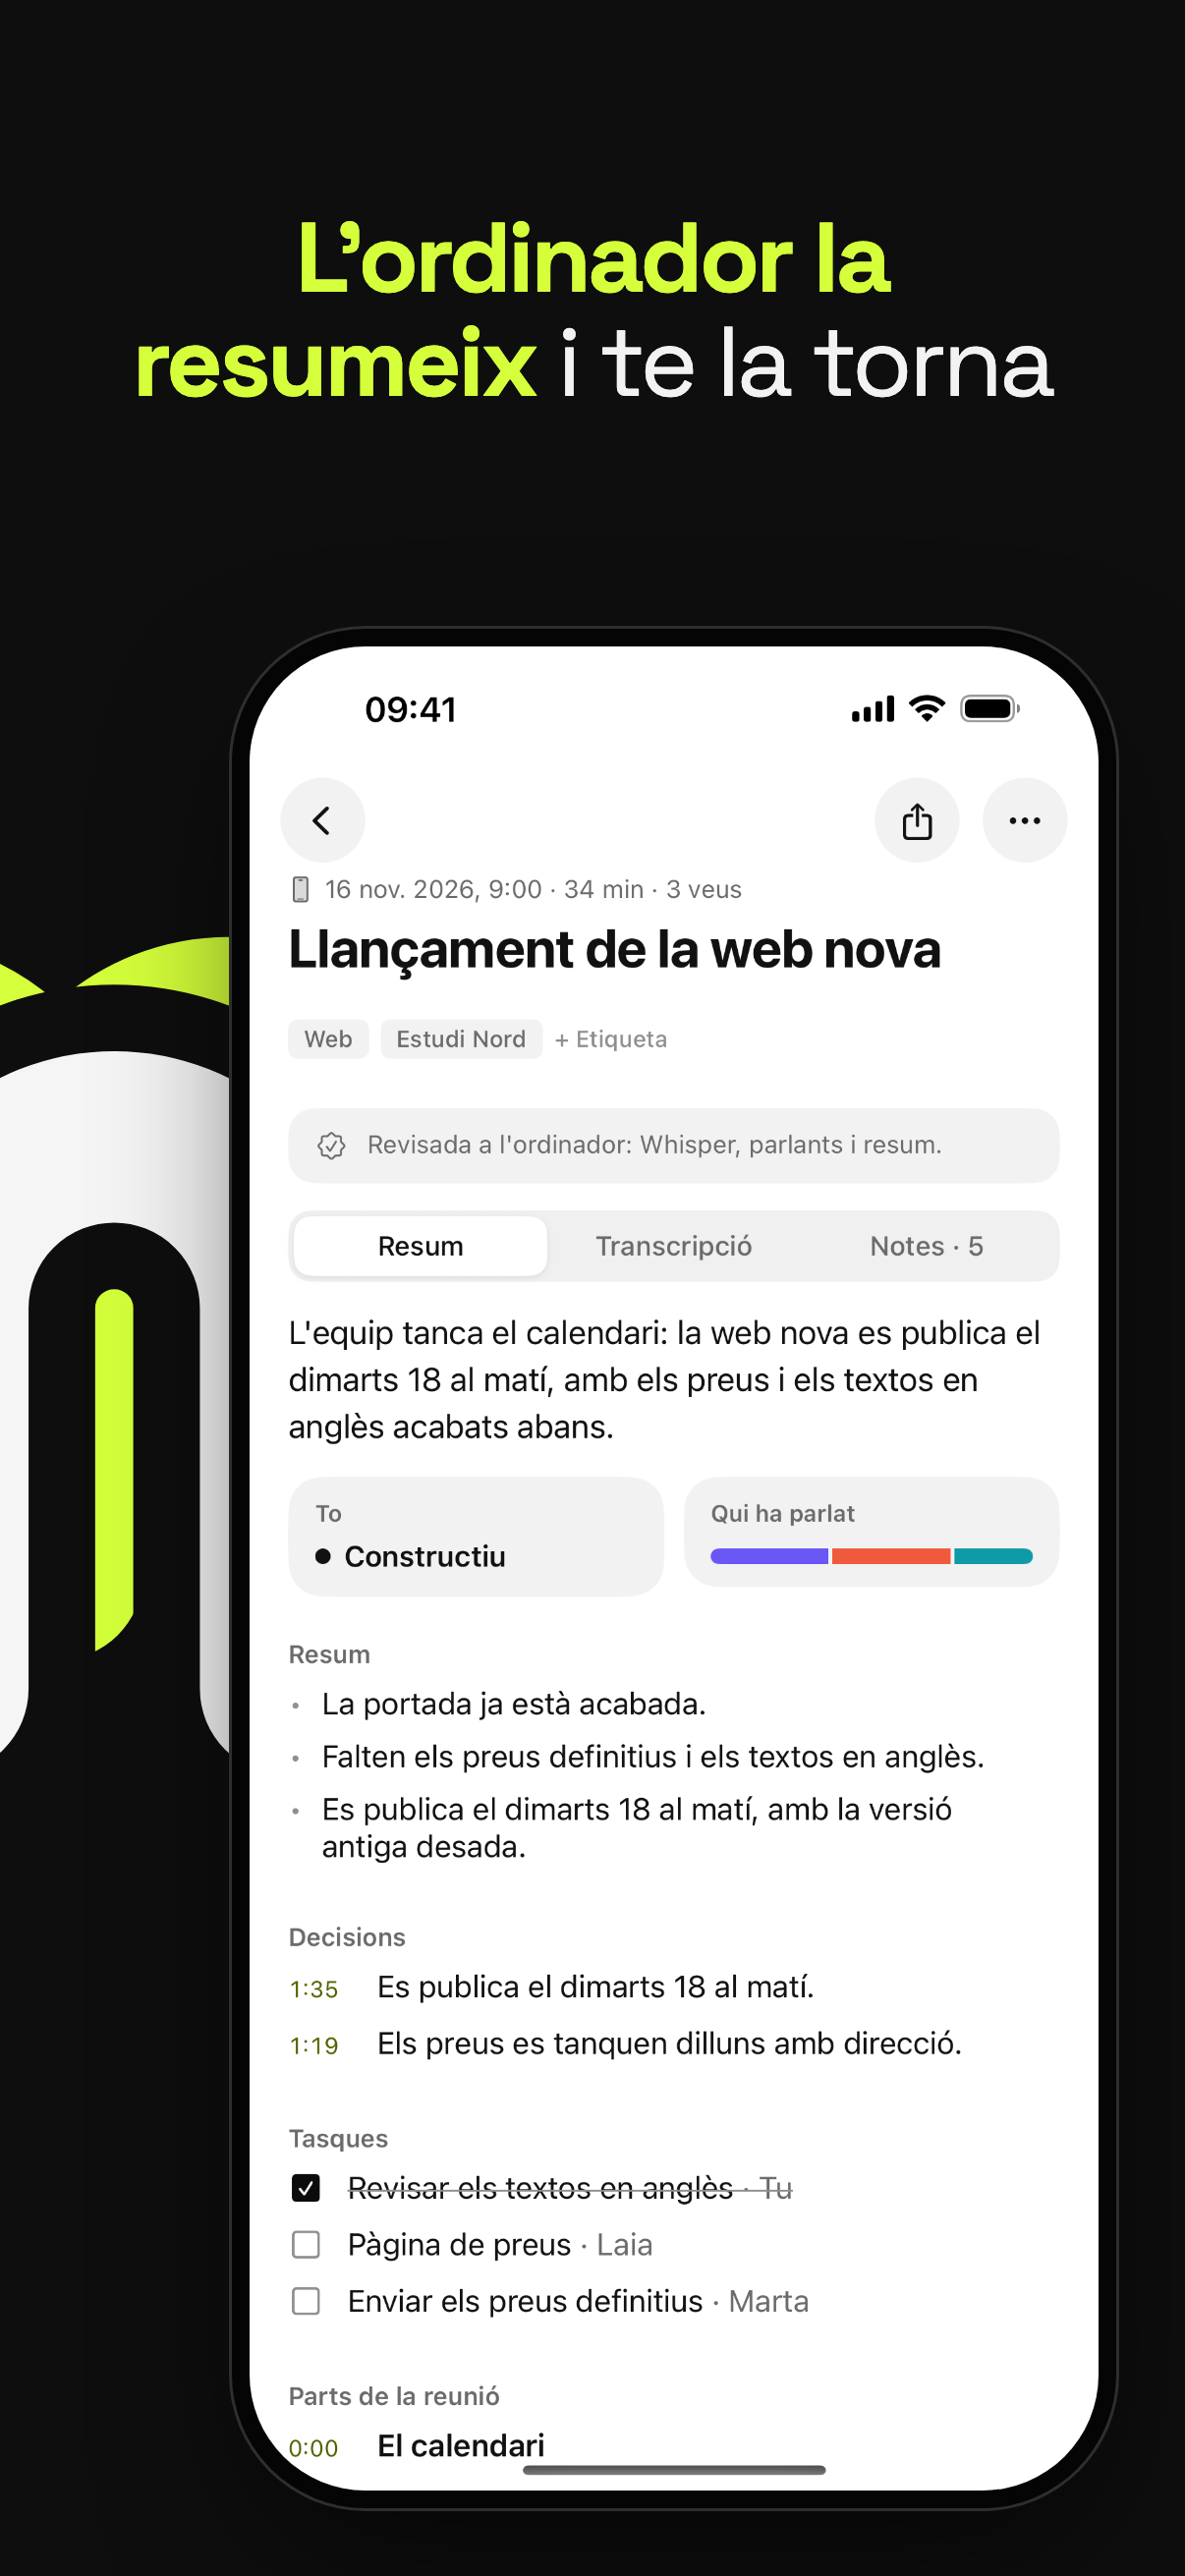 L’ordinador la
resumeix i te la torna
09:41
16 nov. 2026, 9:00 · 34 min · 3 veus
Llançament de la web nova
Web
Estudi Nord
+ Etiqueta
Revisada a l'ordinador: Whisper, parlants i resum.
Resum
Transcripció
Notes · 5
L'equip tanca el calendari: la web nova es publica el
dimarts 18 al matí, amb els preus i els textos en
anglès acabats abans.
To
Qui ha parlat
Constructiu
Resum
• La portada ja està acabada.
• Falten els preus definitius i els textos en anglès.
• Es publica el dimarts 18 al matí, amb la versió
antiga desada.
Decisions
1:35 Es publica el dimarts 18 al matí.
1:19 Els preus es tanquen dilluns amb direcció.
Tasques
Revisar els textos en anglès · Tu
Pàgina de preus · Laia
Enviar els preus definitius · Marta
Parts de la reunió
0:00 El calendari